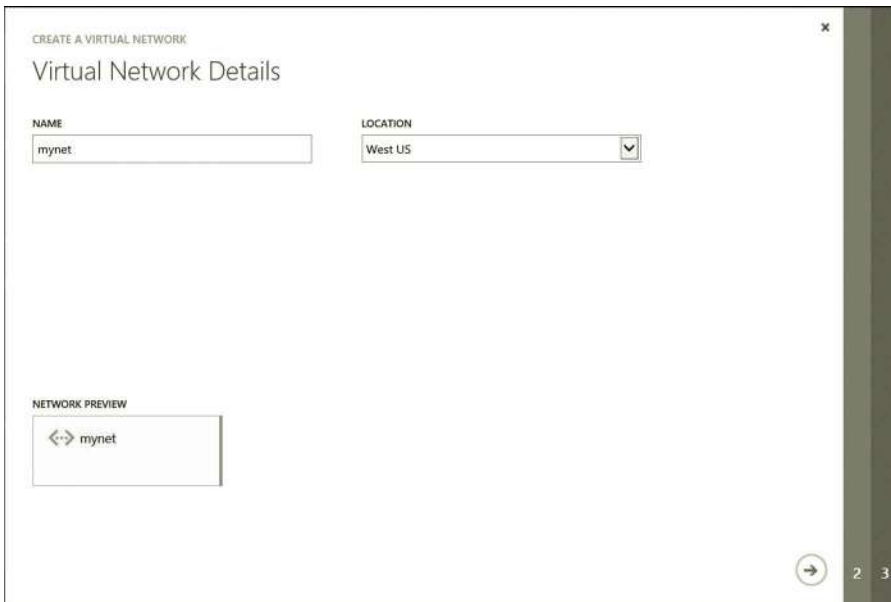 CREATE A VIRTUAL NETWORK
Virtual Network Details
NAME
mynet
LOCATION
West US
NETWORK PREVIEW
mynet
2 3